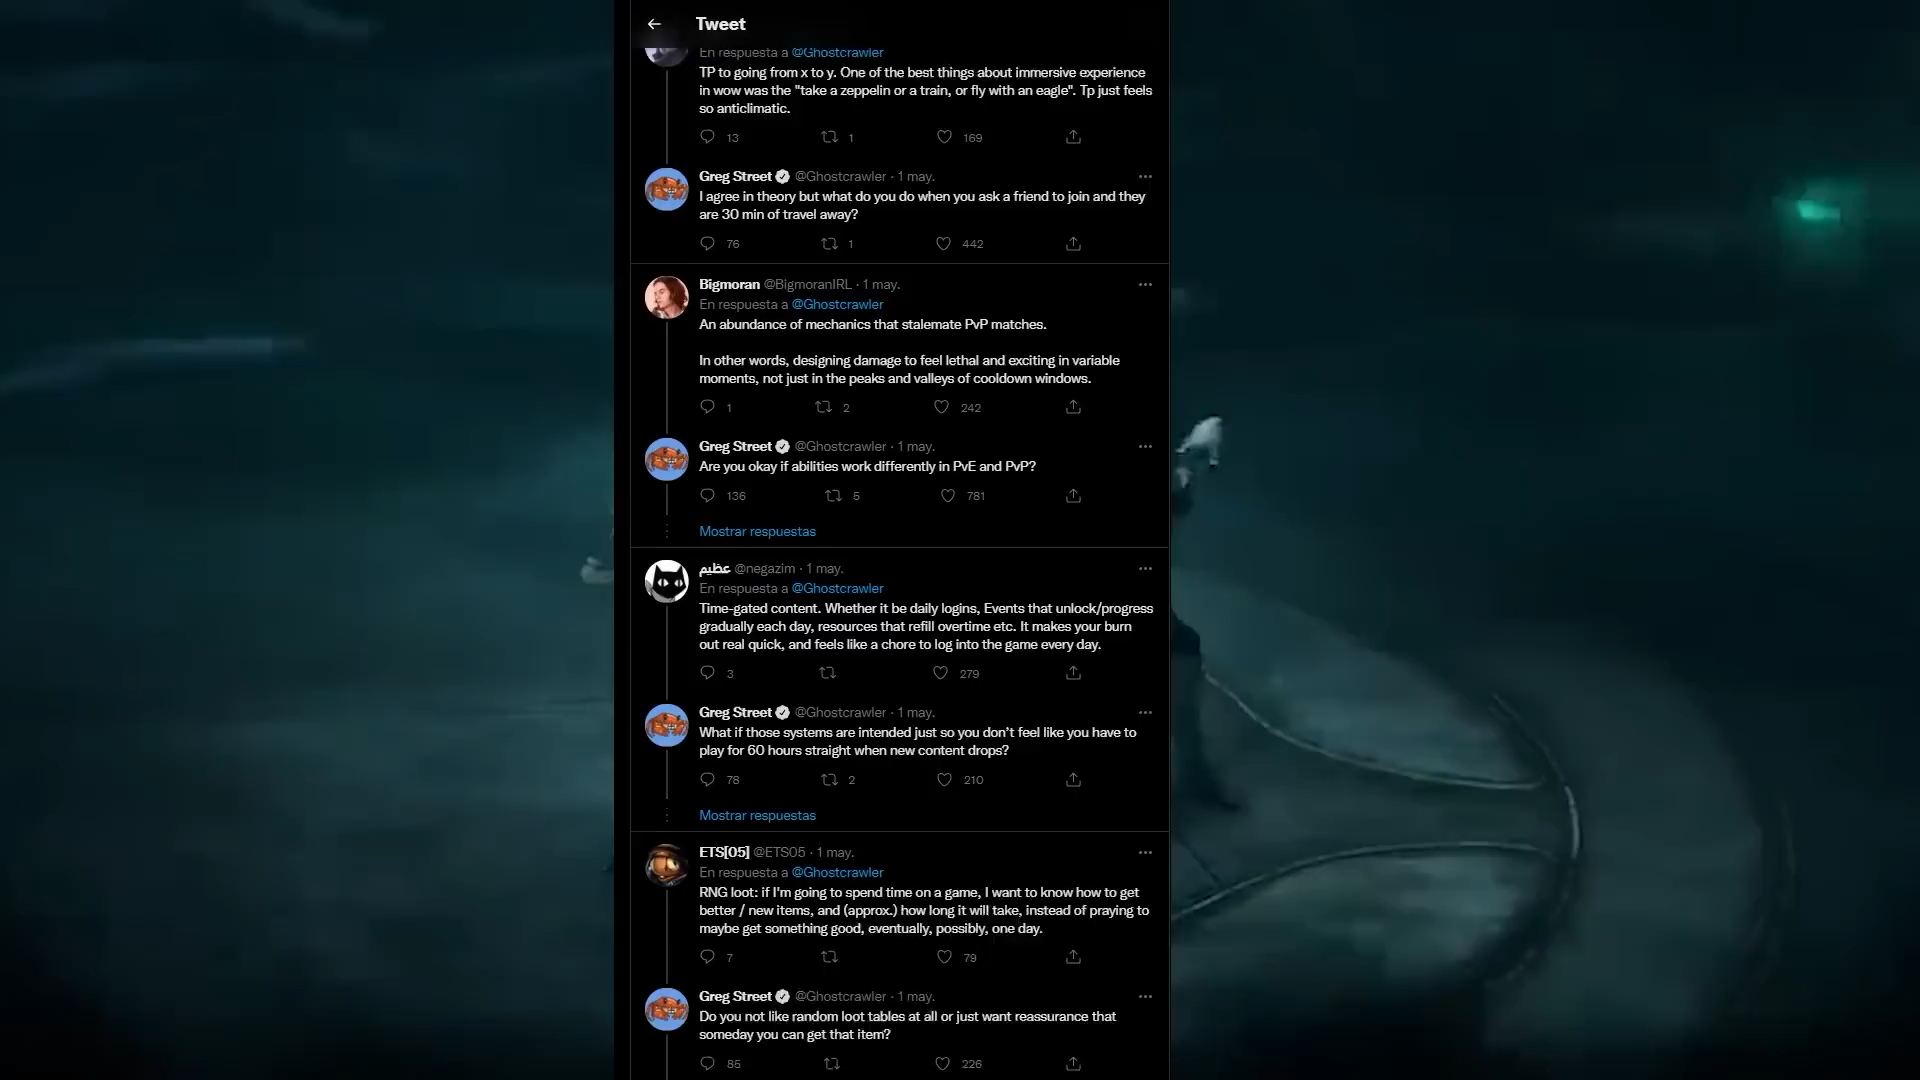 Tweet
En respuesta a @Ghostcrawler
TP to going from x to y. One of the best things about immersive experience
in wow was the "take a zeppelin or a train, or fly with an eagle". Tp just feels
so anticlimatic.
13 1 169
Greg Street @Ghostcrawler · 1 may.
I agree in theory but what do you do when you ask a friend to join and they
are 30 min of travel away?
76 1 442
Bigmoran @BigmoranIRL · 1 may.
En respuesta a @Ghostcrawler
An abundance of mechanics that stalemate PvP matches.
In other words, designing damage to feel lethal and exciting in variable
moments, not just in the peaks and valleys of cooldown windows.
1 2 242
Greg Street @Ghostcrawler · 1 may.
Are you okay if abilities work differently in PvE and PvP?
136 5 781
Mostrar respuestas
عظيم @negazim · 1 may.
En respuesta a @Ghostcrawler
Time-gated content. Whether it be daily logins, Events that unlock/progress
gradually each day, resources that refill overtime etc. It makes your burn
out real quick, and feels like a chore to log into the game every day.
3 279
Greg Street @Ghostcrawler · 1 may.
What if those systems are intended just so you don’t feel like you have to
play for 60 hours straight when new content drops?
78 2 210
Mostrar respuestas
ETS[05] @ETS05 · 1 may.
En respuesta a @Ghostcrawler
RNG loot: if I'm going to spend time on a game, I want to know how to get
better / new items, and (approx.) how long it will take, instead of praying to
maybe get something good, eventually, possibly, one day.
7 79
Greg Street @Ghostcrawler · 1 may.
Do you not like random loot tables at all or just want reassurance that
someday you can get that item?
85 226